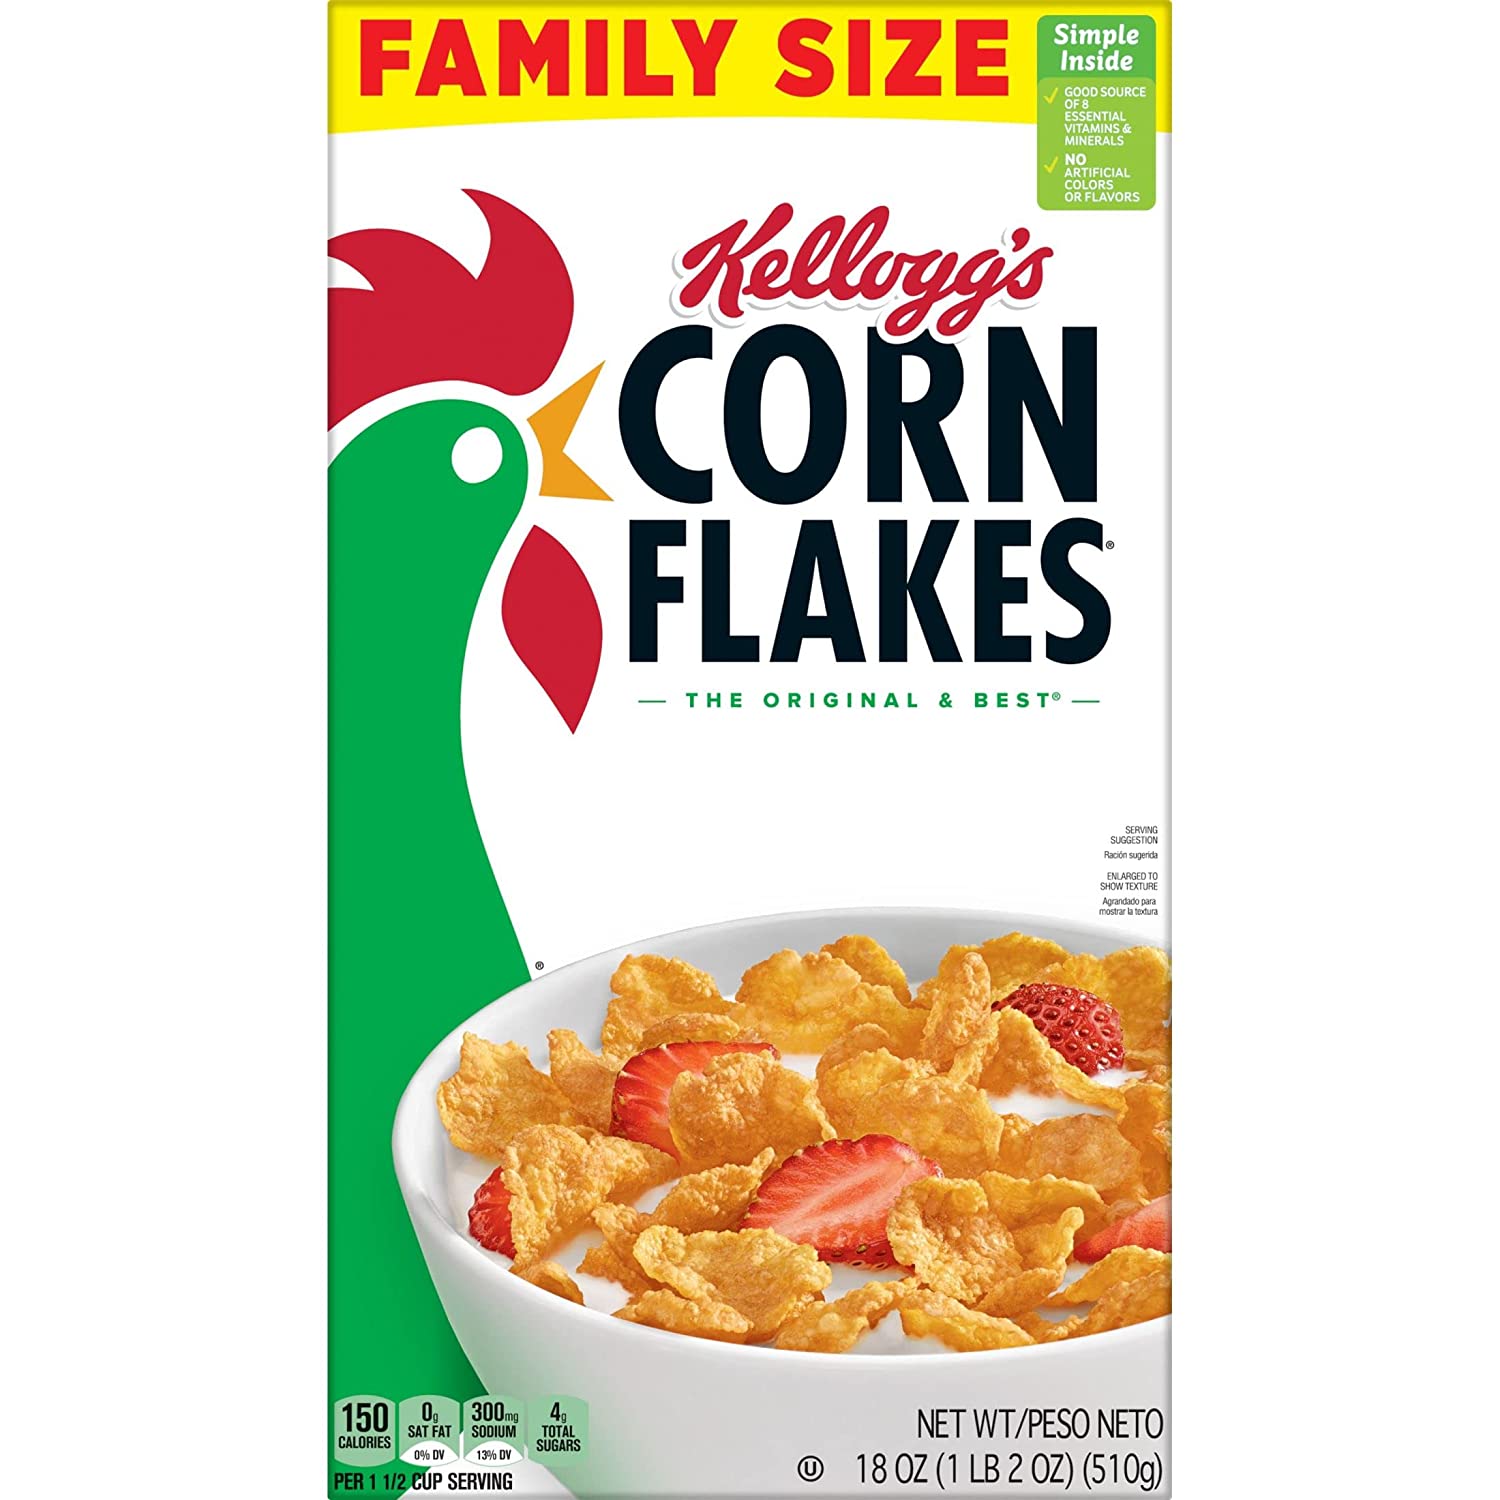 FAMILY SIZE
Simple
Inside
✓ GOOD SOURCE
OF 8
ESSENTIAL
VITAMINS &
MINERALS
✓ NO
ARTIFICIAL
COLORS
OR FLAVORS
Kellogg's
CORN
FLAKES®
— THE ORIGINAL & BEST® —
SERVING
SUGGESTION
Ración sugerida
ENLARGED TO
SHOW TEXTURE
Agrandado para
mostrar la textura
®
150
CALORIES
0g
SAT FAT
0% DV
300mg
SODIUM
13% DV
4g
TOTAL
SUGARS
PER 1 1/2 CUP SERVING
NET WT/PESO NETO
U 18 OZ (1 LB 2 OZ) (510g)